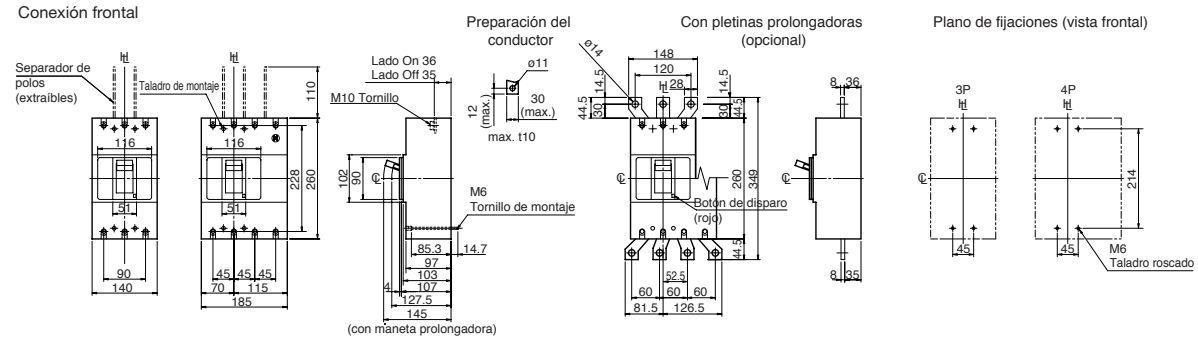 Conexión frontal
Preparación del
conductor
Con pletinas prolongadoras
(opcional)
Plano de fijaciones (vista frontal)
Separador de
polos
(extraíbles)
Talado de montaje
110
116
51
90
140
116
51
228
260
45
45
45
70
115
185
Lado On 36
Lado Off 35
M10 Tornillo
102
90
M6
Tornillo de montaje
85.3
14.7
97
103
4
107
127.5
145
(con maneta prolongadora)
ø11
12
(max.)
30
(max.)
max. t10
ø14
148
120
28
14.5
14.5
44.5
30
30
44.5
260
349
Botón de disparo
(rojo)
44.5
52.5
60
60
60
81.5
126.5
8
36
8
35
3P
4P
214
45
45
M6
Taladro roscado